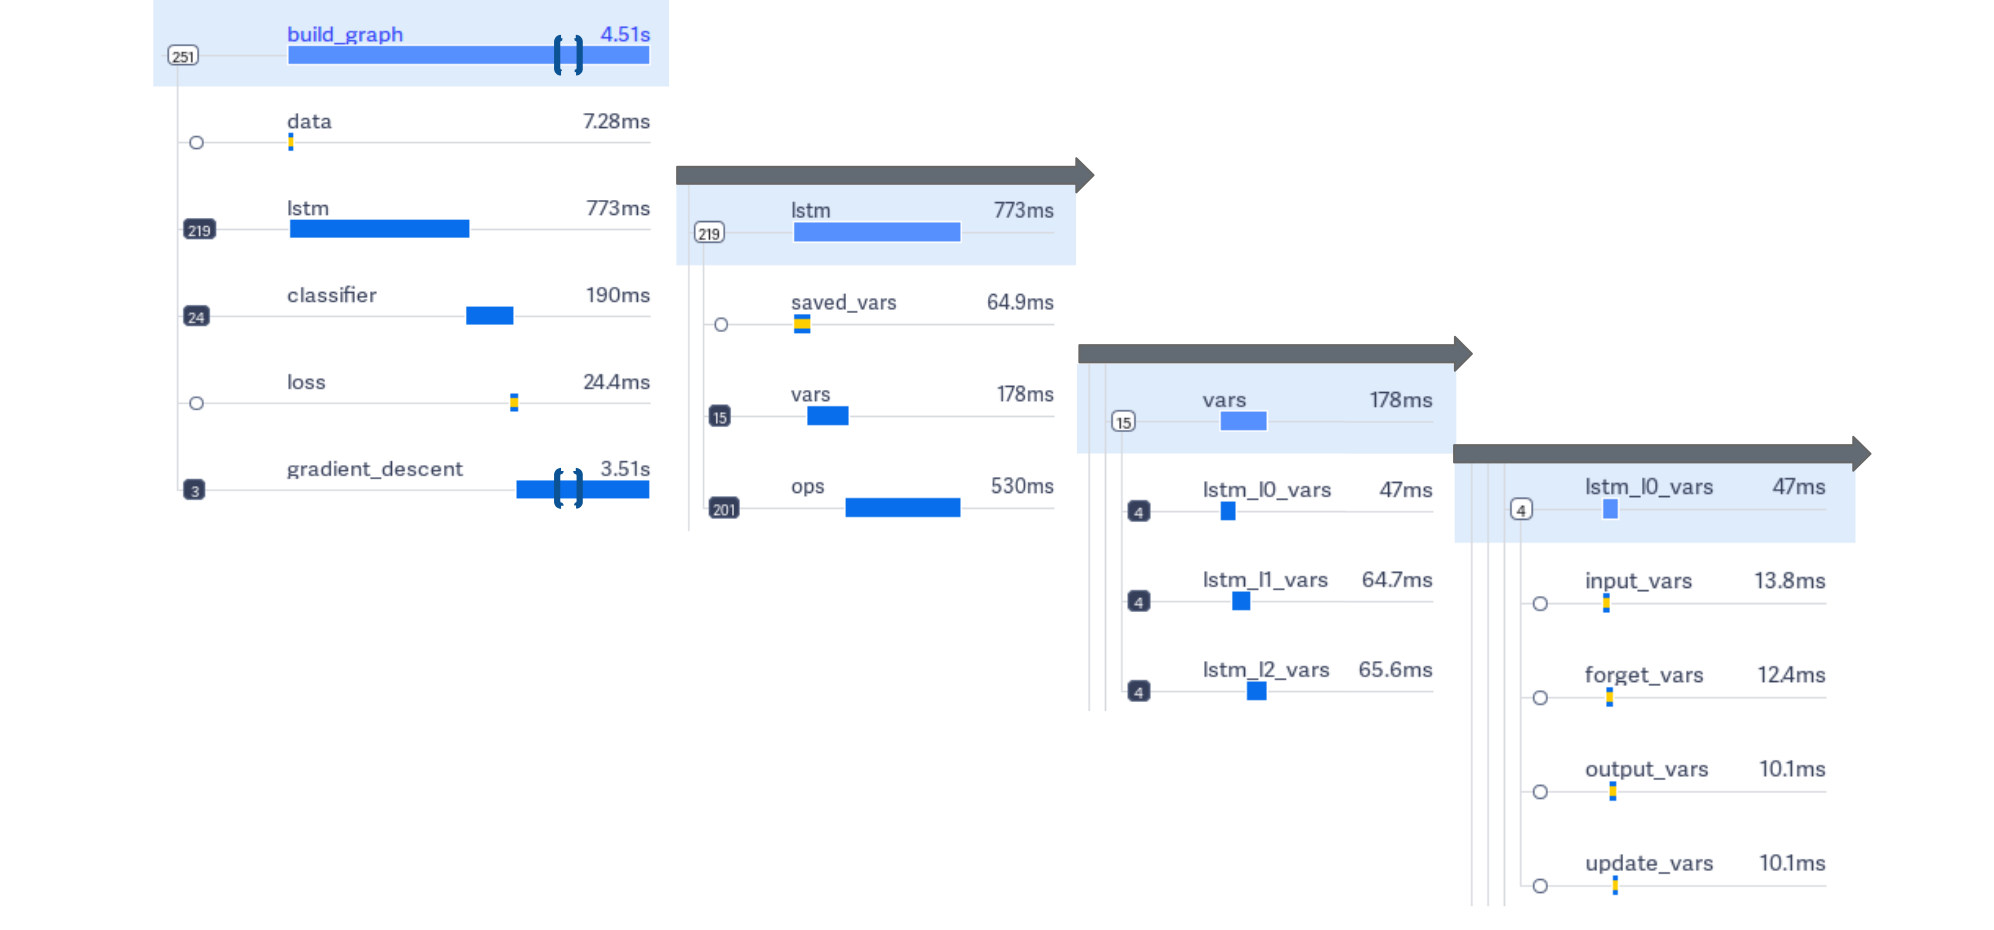 build_graph 4.51s
251
data 7.28ms
lstm 773ms
219
classifier 190ms
24
loss 24.4ms
gradient_descent 3.51s
3
lstm 773ms
219
saved_vars 64.9ms
vars 178ms
15
ops 530ms
201
vars 178ms
15
lstm_l0_vars 47ms
4
lstm_l1_vars 64.7ms
4
lstm_l2_vars 65.6ms
4
lstm_l0_vars 47ms
4
input_vars 13.8ms
forget_vars 12.4ms
output_vars 10.1ms
update_vars 10.1ms